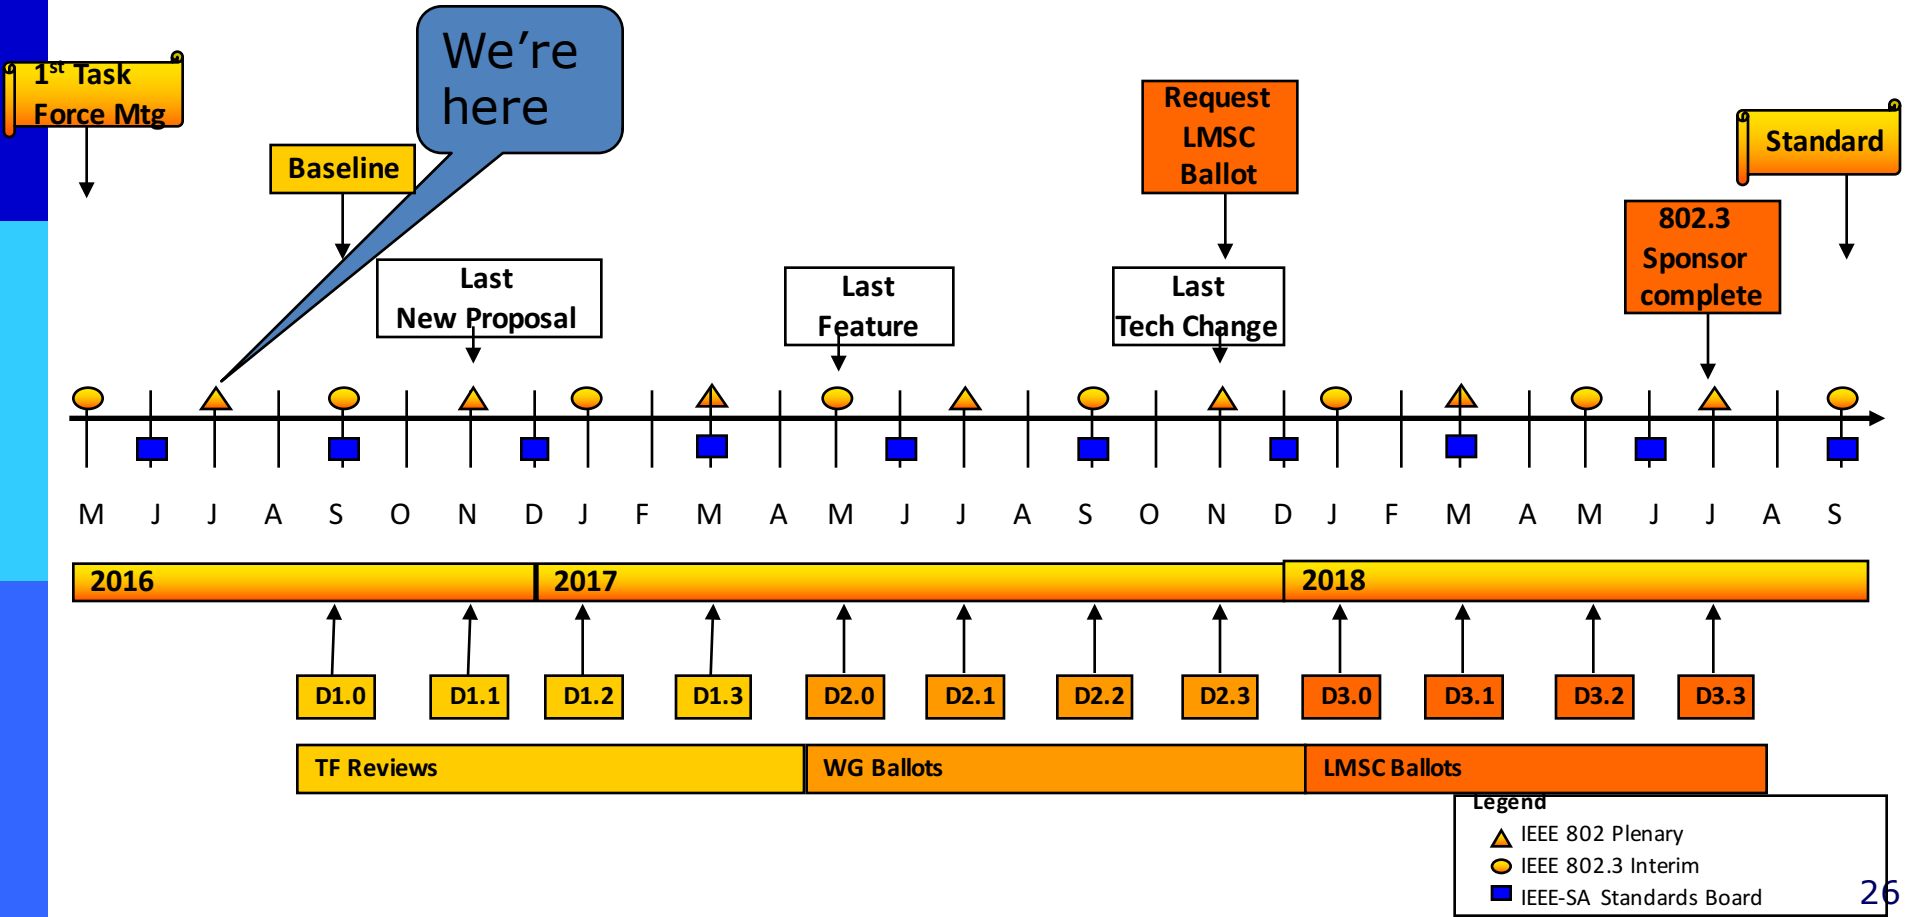 We're
here
1st Task
Force Mtg
Baseline
Request
LMSC
Ballot
Standard
802.3
Sponsor
complete
Last
New Proposal
Last
Feature
Last
Tech Change
M J J A S O N D J F M A M J J A S O N D J F M A M J J A S
2016 2017 2018
D1.0 D1.1 D1.2 D1.3 D2.0 D2.1 D2.2 D2.3 D3.0 D3.1 D3.2 D3.3
TF Reviews WG Ballots LMSC Ballots
Legend
IEEE 802 Plenary
IEEE 802.3 Interim
IEEE-SA Standards Board
26